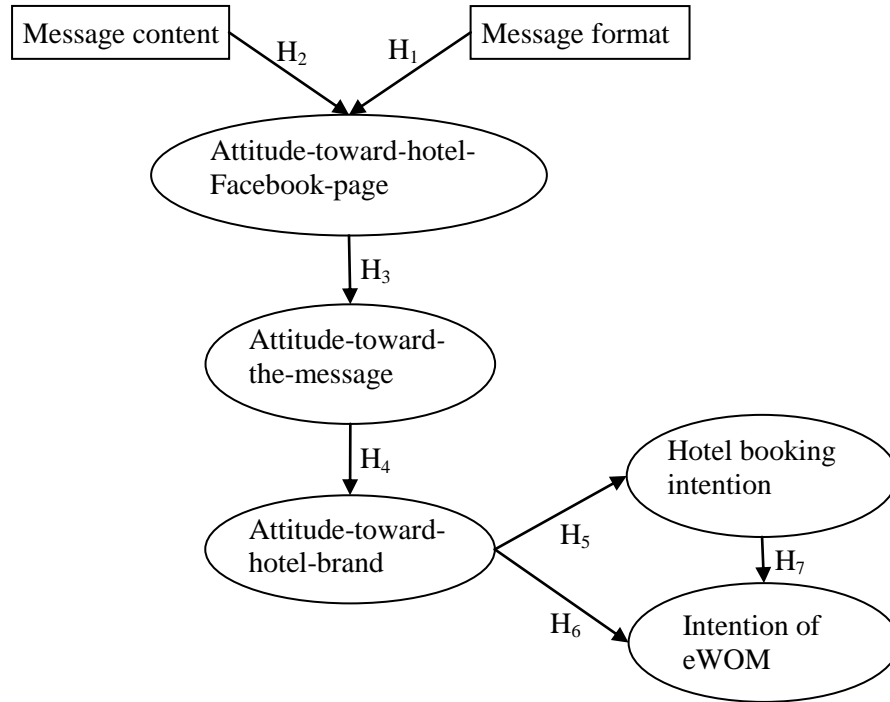 Message content
Message format
H₂
H₁
Attitude-toward-hotel-
Facebook-page
H₃
Attitude-toward-
the-message
H₄
Hotel booking
intention
Attitude-toward-
hotel-brand
H₅
H₇
H₆
Intention of
eWOM